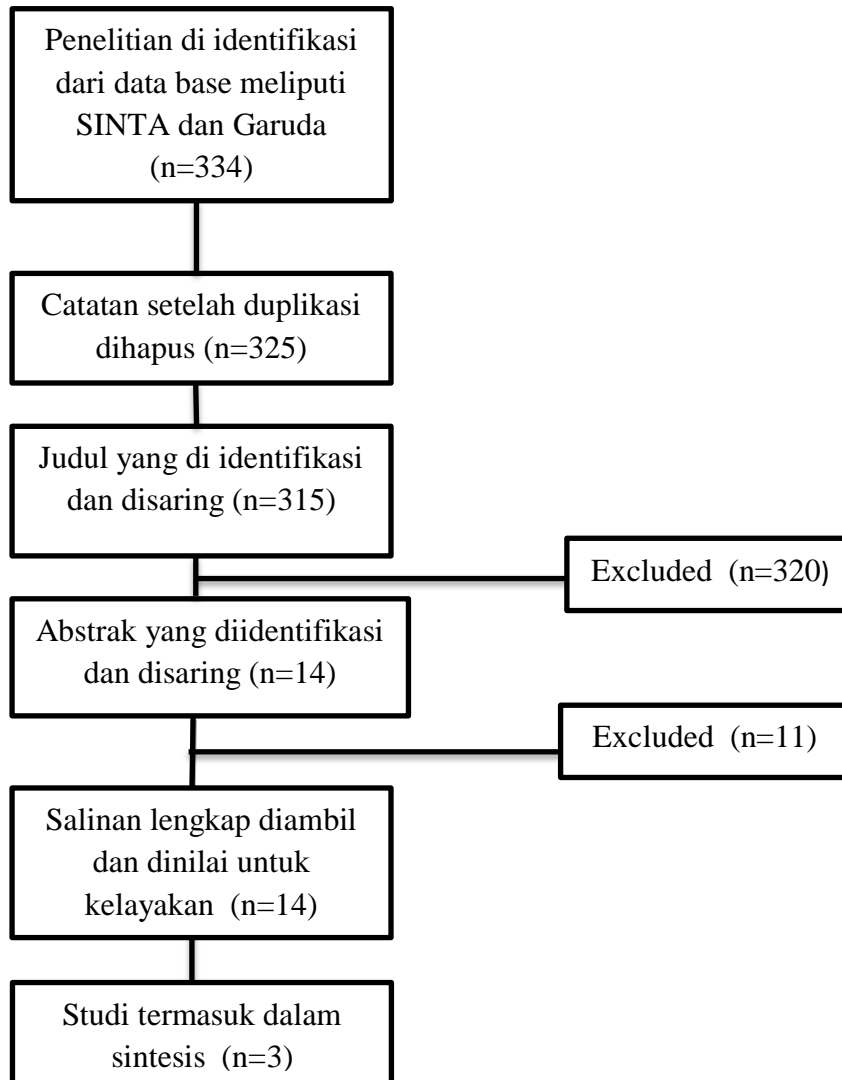 Penelitian di identifikasi
dari data base meliputi
SINTA dan Garuda
(n=334)
Catatan setelah duplikasi
dihapus (n=325)
Judul yang di identifikasi
dan disaring (n=315)
Excluded (n=320)
Abstrak yang diidentifikasi
dan disaring (n=14)
Excluded (n=11)
Salinan lengkap diambil
dan dinilai untuk
kelayakan (n=14)
Studi termasuk dalam
sintesis (n=3)